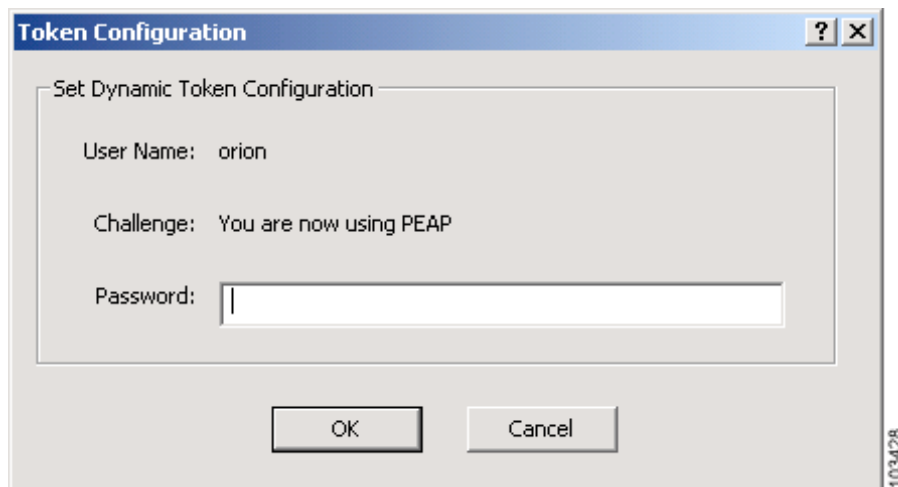 Token Configuration
Set Dynamic Token Configuration
User Name: orion
Challenge: You are now using PEAP
Password:
OK Cancel
103428